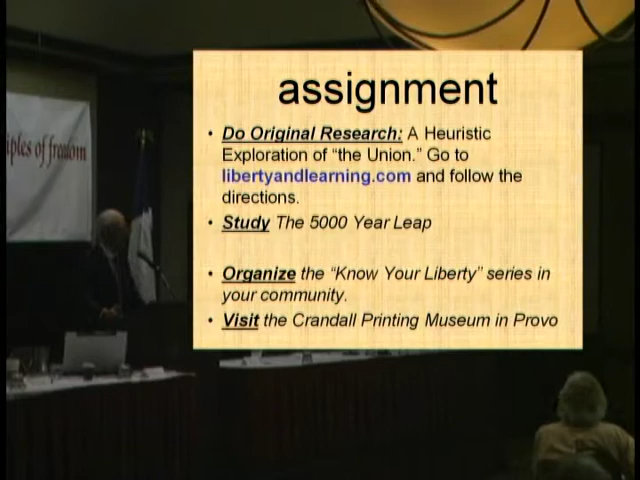 assignment
iples of freedom
• Do Original Research: A Heuristic
Exploration of “the Union.” Go to
libertyandlearning.com and follow the
directions.
• Study The 5000 Year Leap
• Organize the “Know Your Liberty” series in
your community.
• Visit the Crandall Printing Museum in Provo